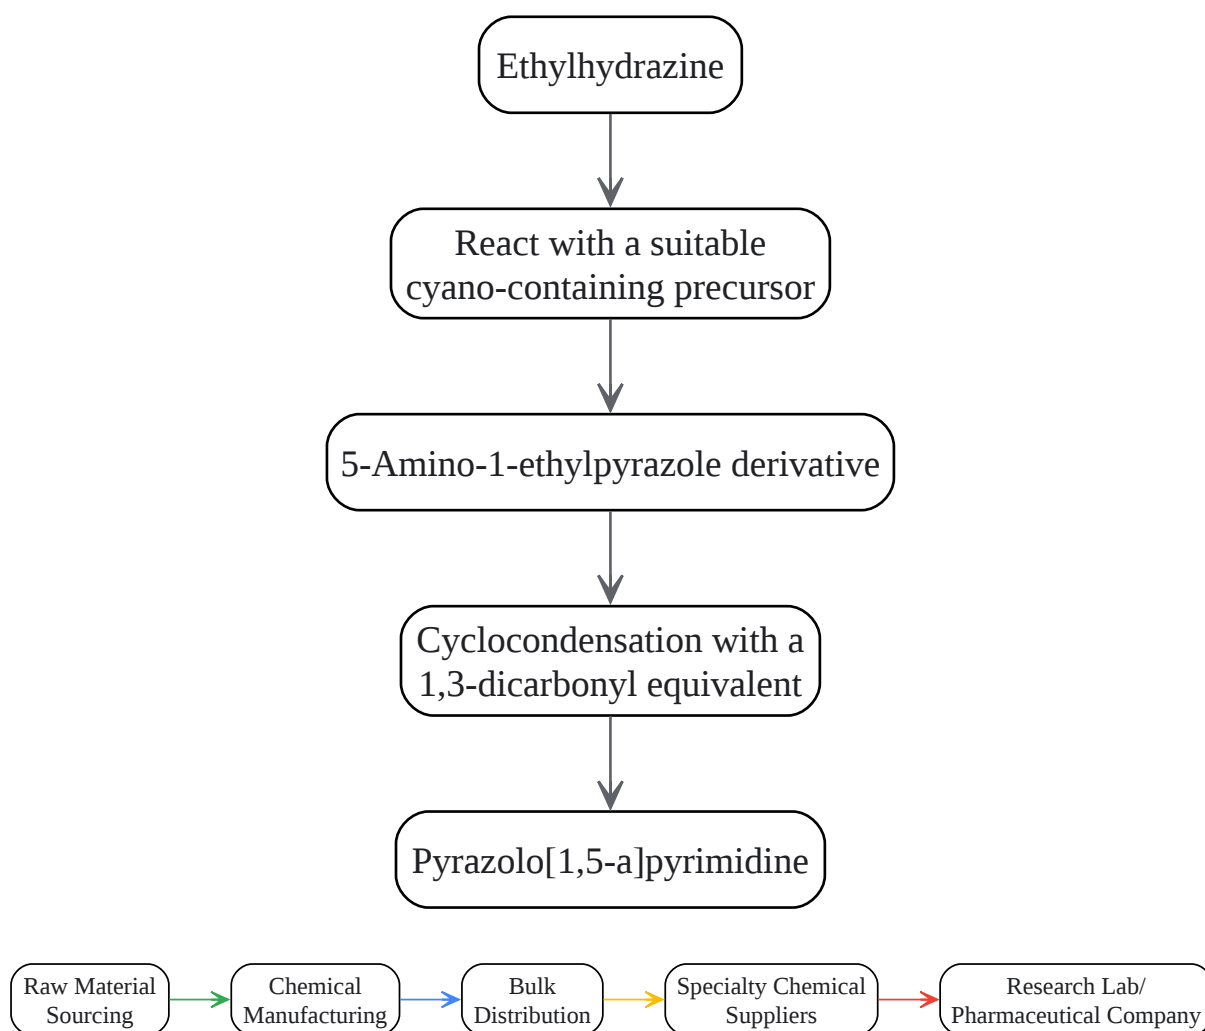 Ethylhydrazine
React with a suitable
cyano-containing precursor
5-Amino-1-ethylpyrazole derivative
Cyclocondensation with a
1,3-dicarbonyl equivalent
Pyrazolo[1,5-a]pyrimidine
Raw Material
Sourcing
Chemical
Manufacturing
Bulk
Distribution
Specialty Chemical
Suppliers
Research Lab/
Pharmaceutical Company